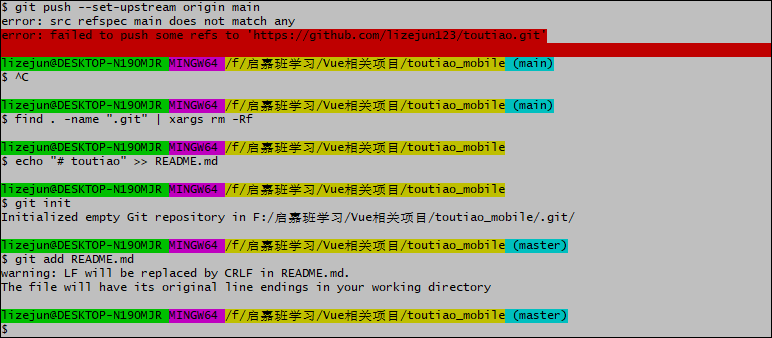 $ git push --set-upstream origin main
error: src refspec main does not match any
error: failed to push some refs to 'https://github.com/lizejun123/toutiao.git'
lizejun@DESKTOP-N19OMJR MINGW64 /f/启嘉班学习/Vue相关项目/toutiao_mobile (main)
$ ^C
lizejun@DESKTOP-N19OMJR MINGW64 /f/启嘉班学习/Vue相关项目/toutiao_mobile (main)
$ find . -name ".git" | xargs rm -Rf
lizejun@DESKTOP-N19OMJR MINGW64 /f/启嘉班学习/Vue相关项目/toutiao_mobile
$ echo "# toutiao" >> README.md
lizejun@DESKTOP-N19OMJR MINGW64 /f/启嘉班学习/Vue相关项目/toutiao_mobile
$ git init
Initialized empty Git repository in F:/启嘉班学习/Vue相关项目/toutiao_mobile/.git/
lizejun@DESKTOP-N19OMJR MINGW64 /f/启嘉班学习/Vue相关项目/toutiao_mobile (master)
$ git add README.md
warning: LF will be replaced by CRLF in README.md.
The file will have its original line endings in your working directory
lizejun@DESKTOP-N19OMJR MINGW64 /f/启嘉班学习/Vue相关项目/toutiao_mobile (master)
$